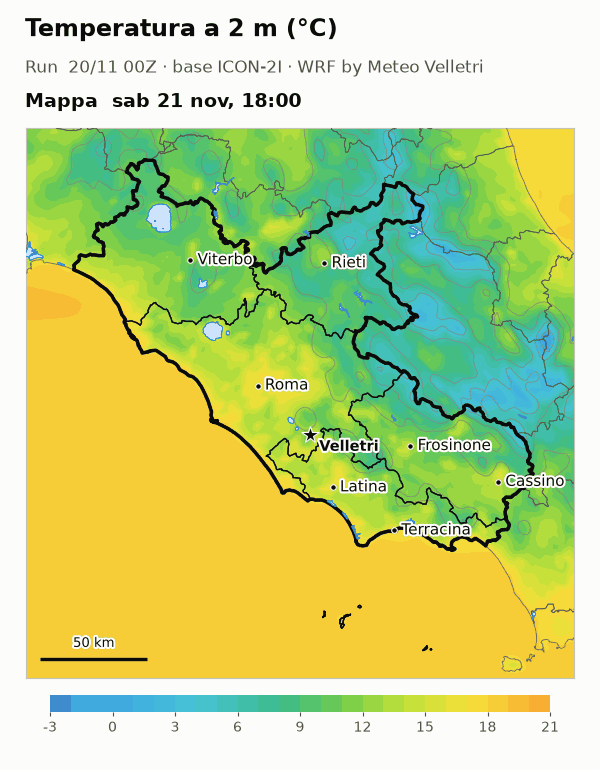 Temperatura a 2 m (°C)
Run  20/11 00Z · base ICON-2I · WRF by Meteo Velletri
Mappa  sab 21 nov, 18:00
Viterbo
Rieti
Roma
Velletri
Frosinone
Cassino
Latina
Terracina
50 km
-3 0 3 6 9 12 15 18 21